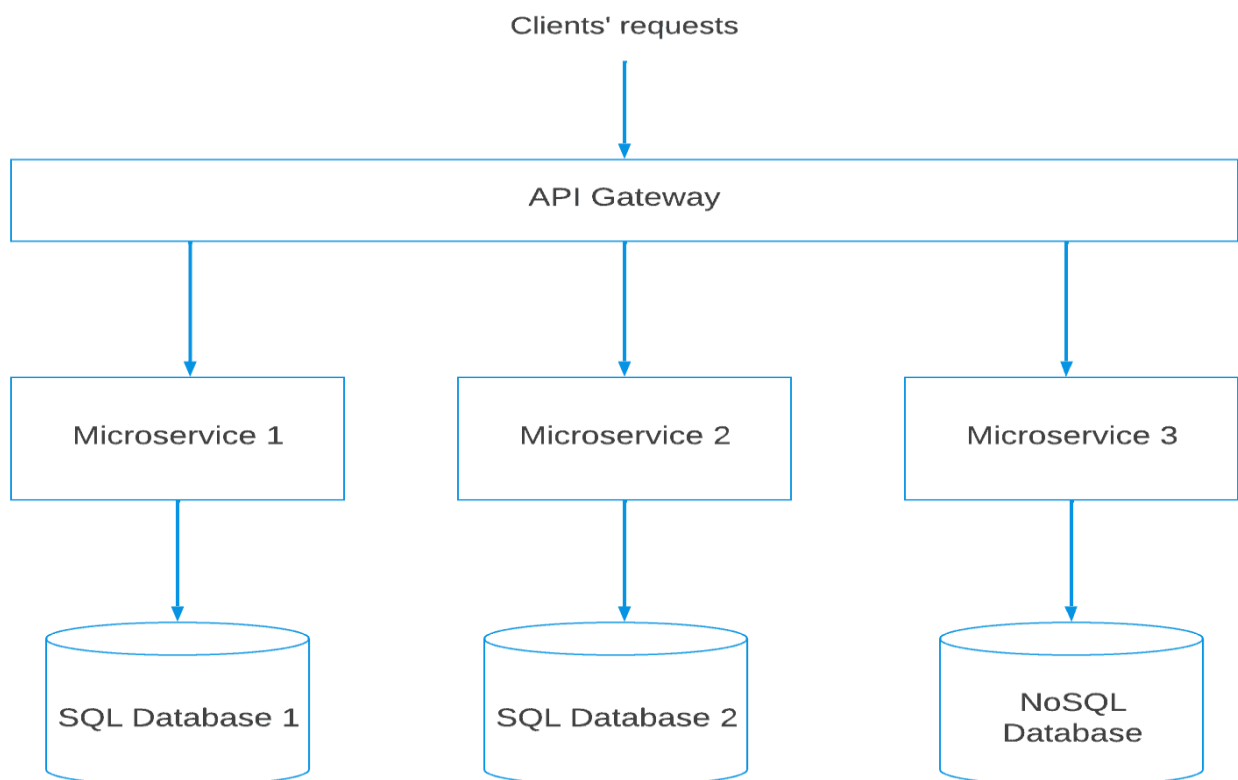 Clients' requests
API Gateway
Microservice 1
Microservice 2
Microservice 3
SQL Database 1
SQL Database 2
NoSQL
Database